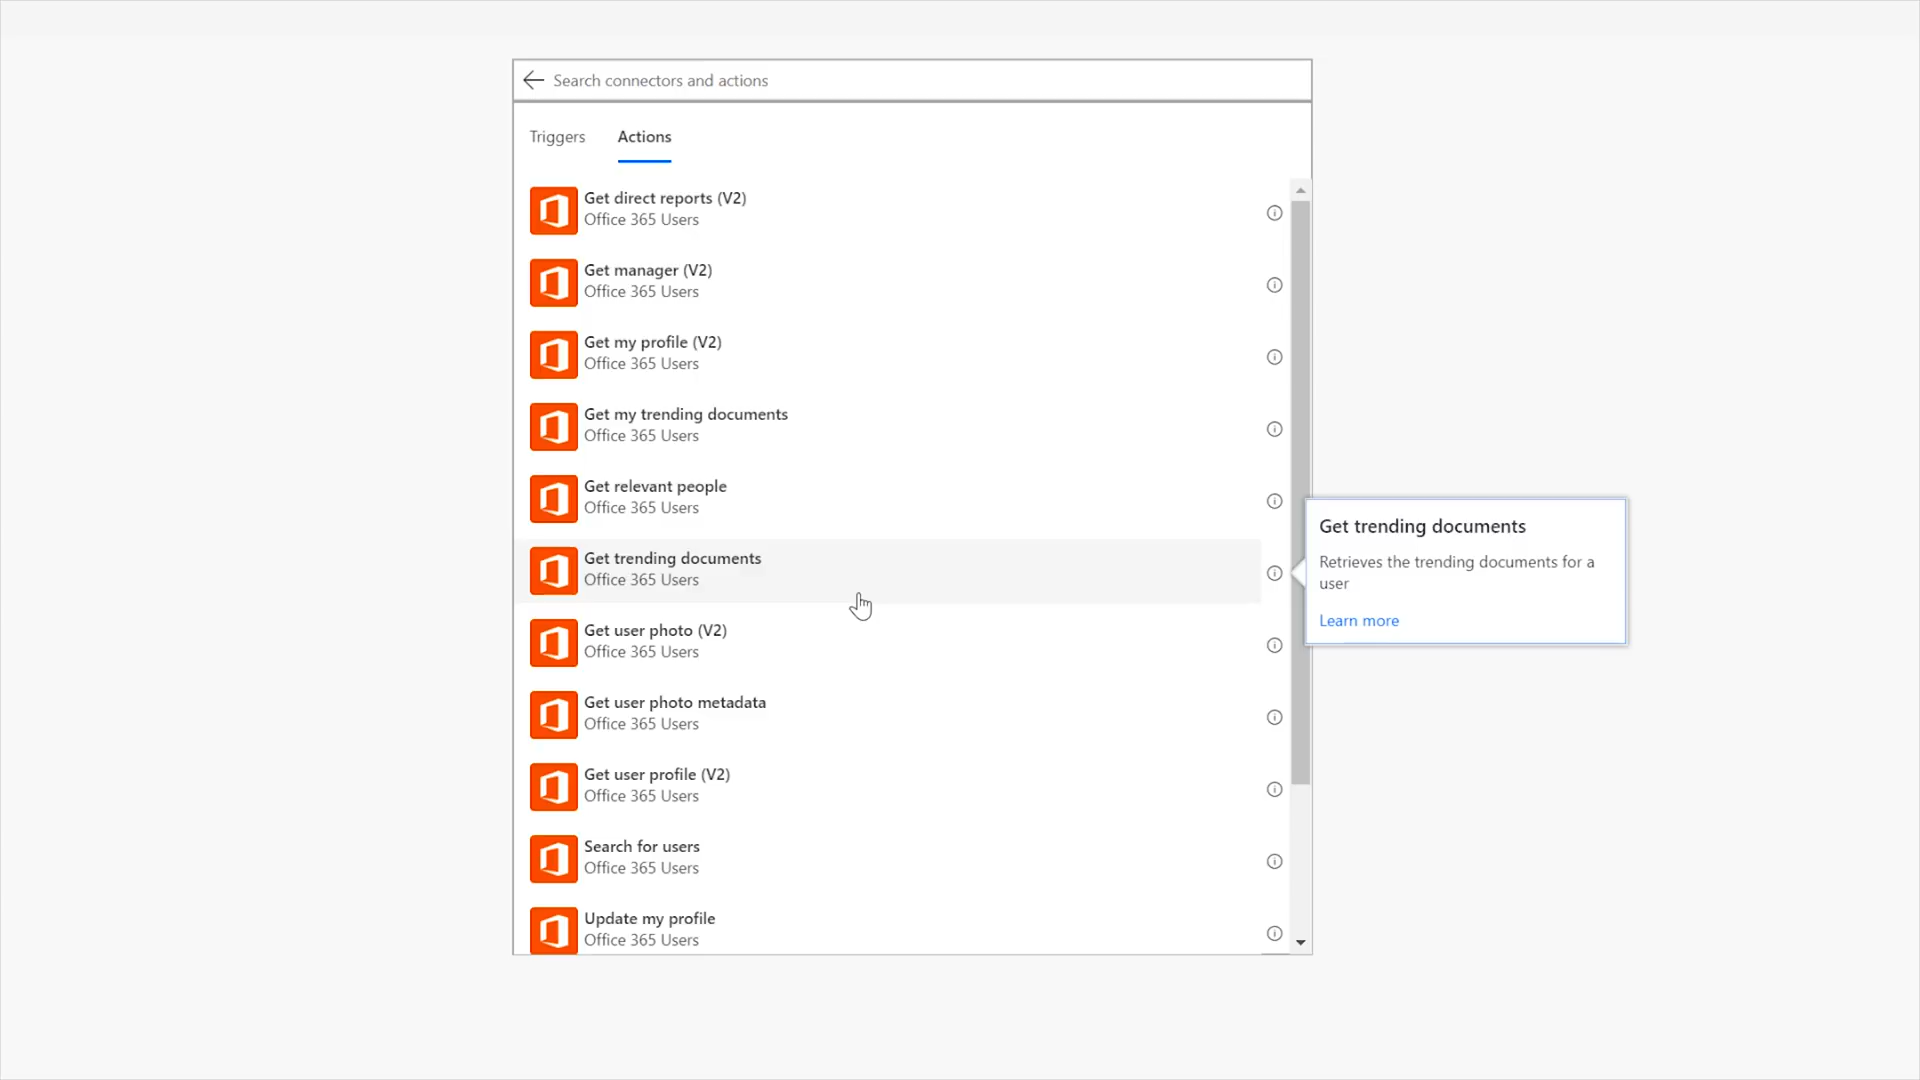 Search connectors and actions
Triggers
Actions
Get direct reports (V2)
Office 365 Users
Get manager (V2)
Office 365 Users
Get my profile (V2)
Office 365 Users
Get my trending documents
Office 365 Users
Get relevant people
Office 365 Users
Get trending documents
Office 365 Users
Get user photo (V2)
Office 365 Users
Get user photo metadata
Office 365 Users
Get user profile (V2)
Office 365 Users
Search for users
Office 365 Users
Update my profile
Office 365 Users
Get trending documents
Retrieves the trending documents for a
user
Learn more